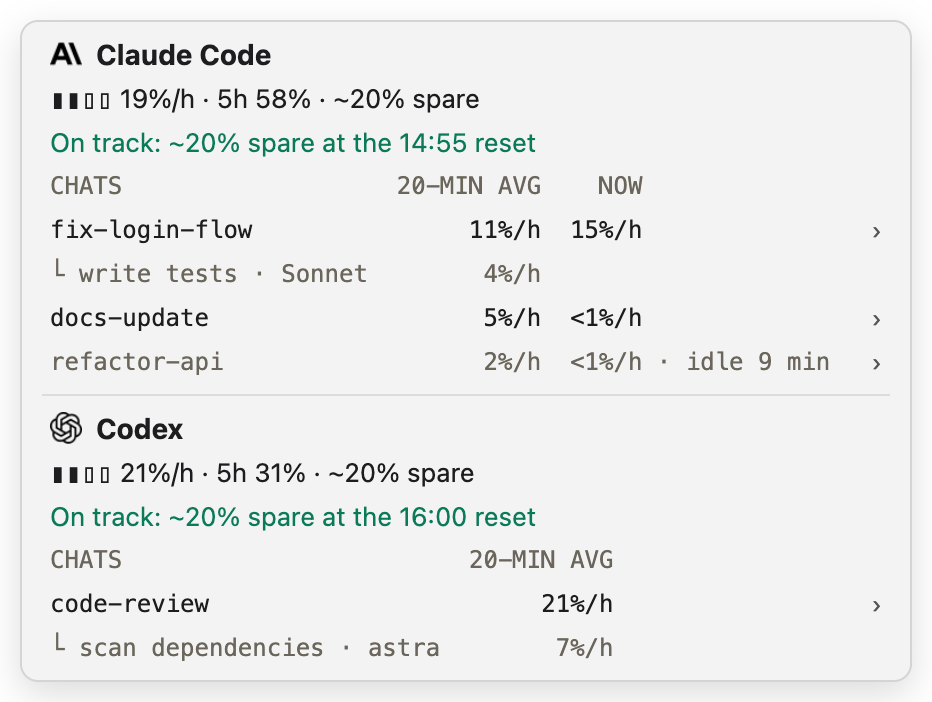 Claude Code
▮▮▯▯ 19%/h · 5h 58% · ~20% spare
On track: ~20% spare at the 14:55 reset
CHATS 20-MIN AVG NOW
fix-login-flow 11%/h 15%/h ›
└ write tests · Sonnet 4%/h
docs-update 5%/h <1%/h ›
refactor-api 2%/h <1%/h · idle 9 min ›
Codex
▮▮▯▯ 21%/h · 5h 31% · ~20% spare
On track: ~20% spare at the 16:00 reset
CHATS 20-MIN AVG
code-review 21%/h ›
└ scan dependencies · astra 7%/h